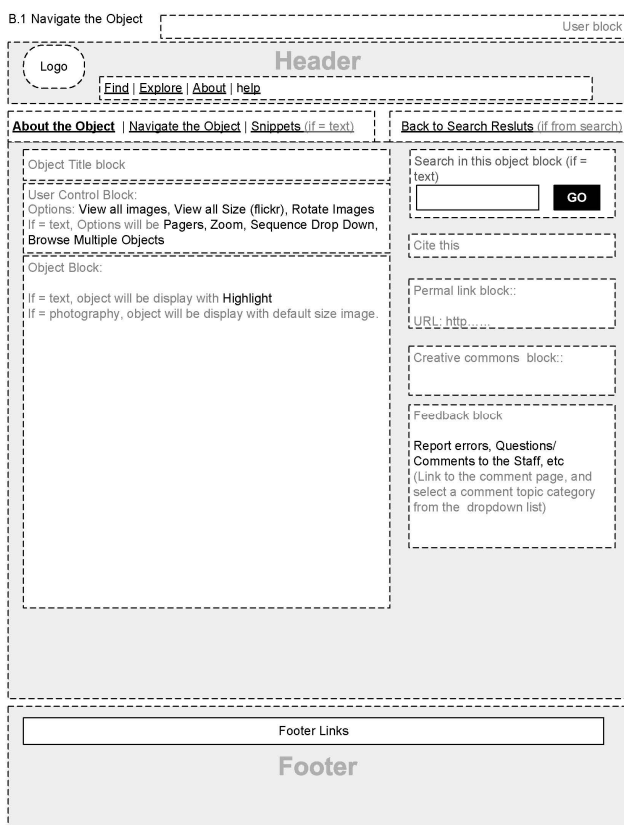 B.1 Navigate the Object
User block
Logo
Header
Find | Explore | About | help
About the Object | Navigate the Object | Snippets (if = text)
Back to Search Resluts (if from search)
Object Title block
User Control Block:
Options: View all images, View all Size (flickr), Rotate Images
If = text, Options will be Pagers, Zoom, Sequence Drop Down,
Browse Multiple Objects
Object Block:
If = text, object will be display with Highlight
If = photography, object will be display with default size image.
Search in this object block (if =
text)
GO
Cite this
Permal link block::
URL: http......
Creative commons block::
Feedback block
Report errors, Questions/
Comments to the Staff, etc
(Link to the comment page, and
select a comment topic category
from the dropdown list)
Footer Links
Footer